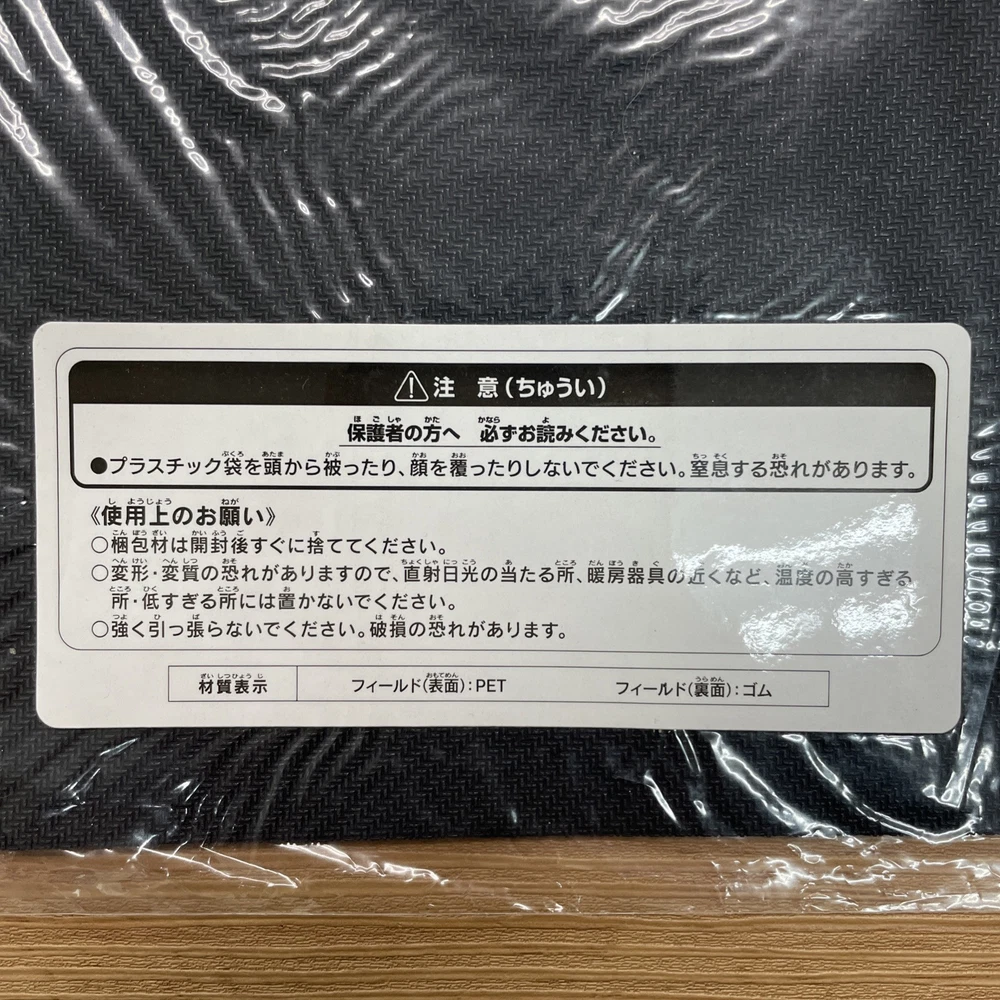 ⚠注 意(ちゅうい)
保護者の方へ 必ずお読みください。
●プラスチック袋を頭から被ったり、顔を覆ったりしないでください。窒息する恐れがあります。
《使用上のお願い》
○梱包材は開封後すぐに捨ててください。
○変形・変質の恐れがありますので、直射日光の当たる所、暖房器具の近くなど、温度の高すぎる
所・低すぎる所には置かないでください。
○強く引っ張らないでください。破損の恐れがあります。
材質表示 フィールド(表面):PET フィールド(裏面):ゴム